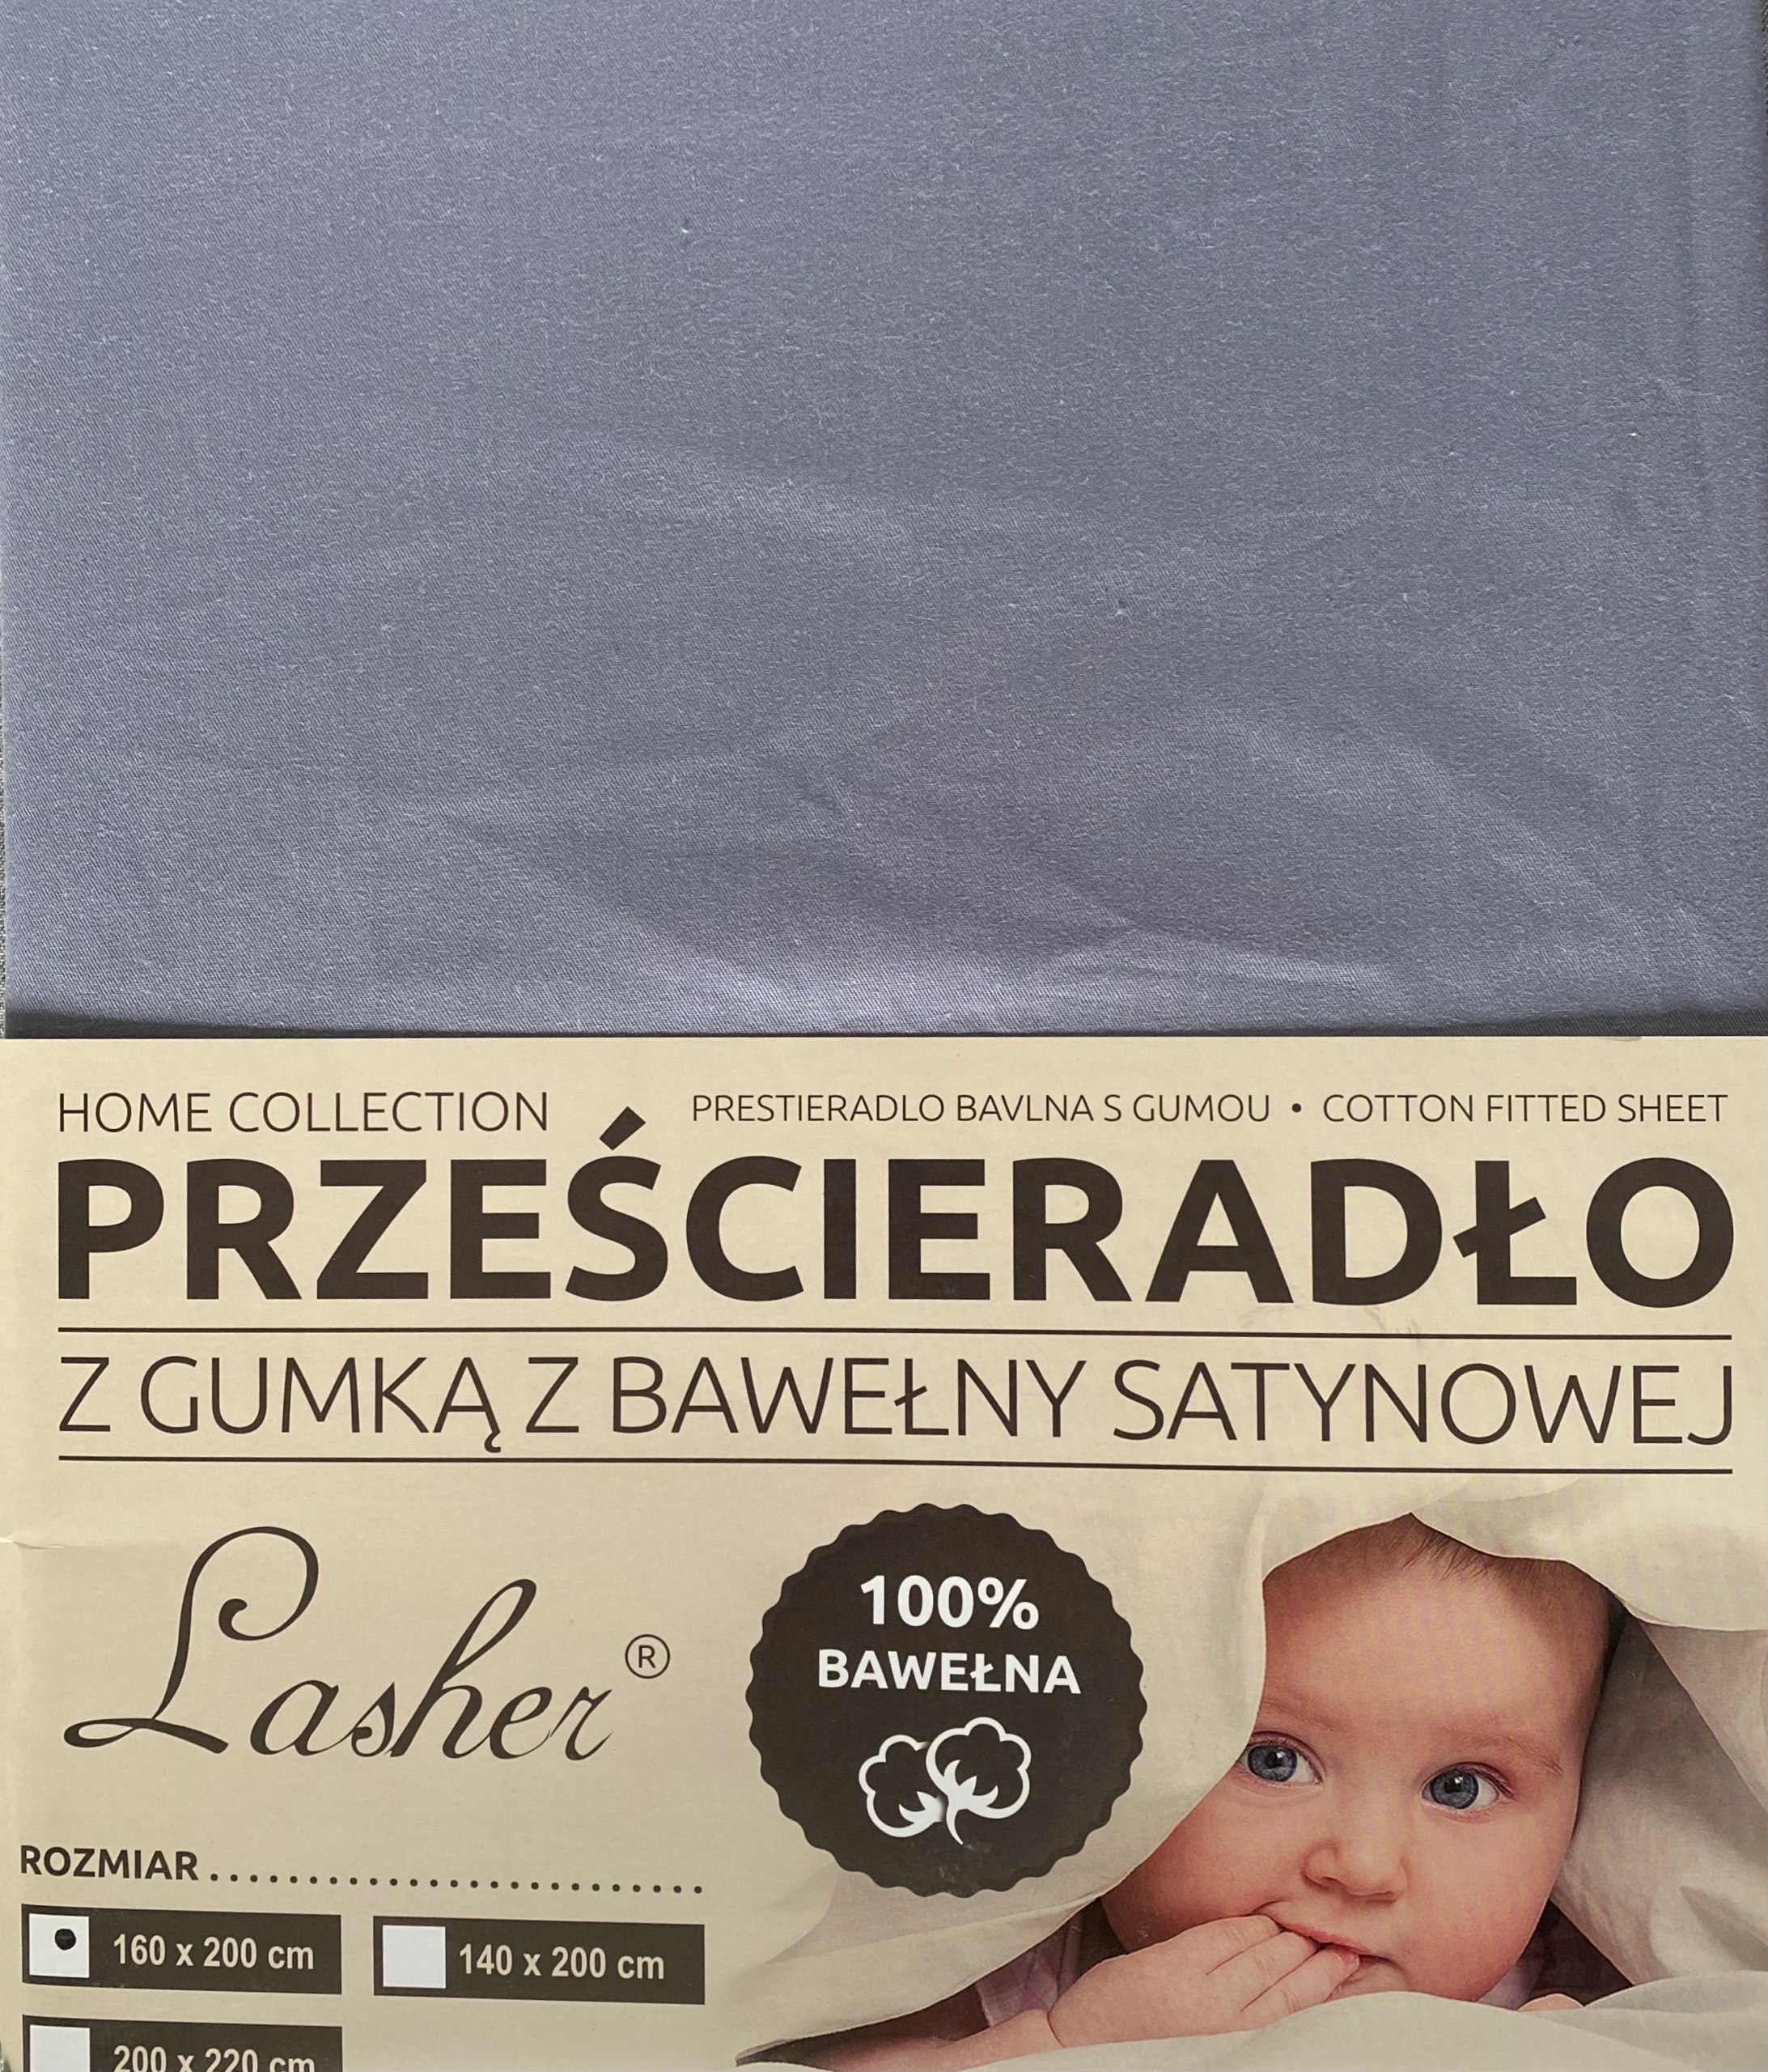 HOME COLLECTION PRESTIERADLO BAVLNA S GUMOU • COTTON FITTED SHEET
PRZEŚCIERADŁO
Z GUMKĄ Z BAWEŁNY SATYNOWEJ
Lasher®
100%
BAWEŁNA
ROZMIAR..........................
160 x 200 cm 140 x 200 cm
200 x 220 cm